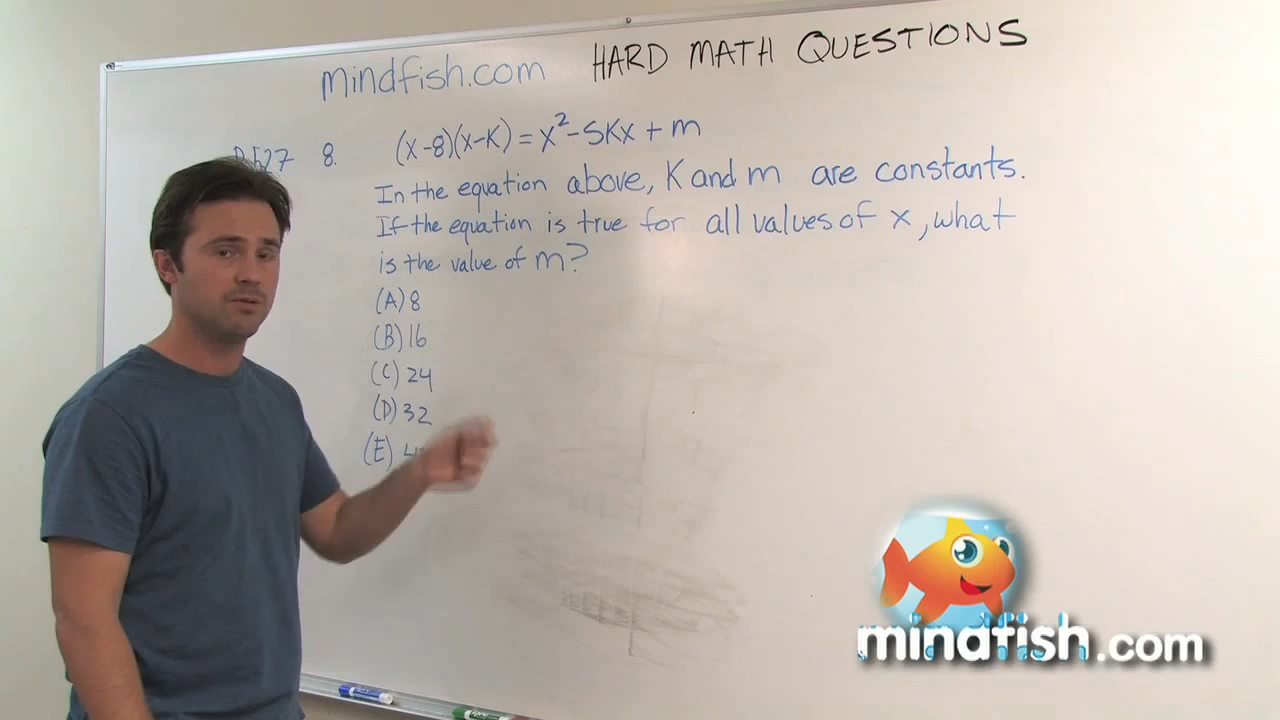 mindfish.com HARD MATH QUESTIONS
8. (x-8)(x-K) = x²-5Kx + m
In the equation above, K and m are constants.
If the equation is true for all values of x, what
is the value of m?
(A) 8
(B) 16
(C) 24
(D) 32
(E)
mindfish.com